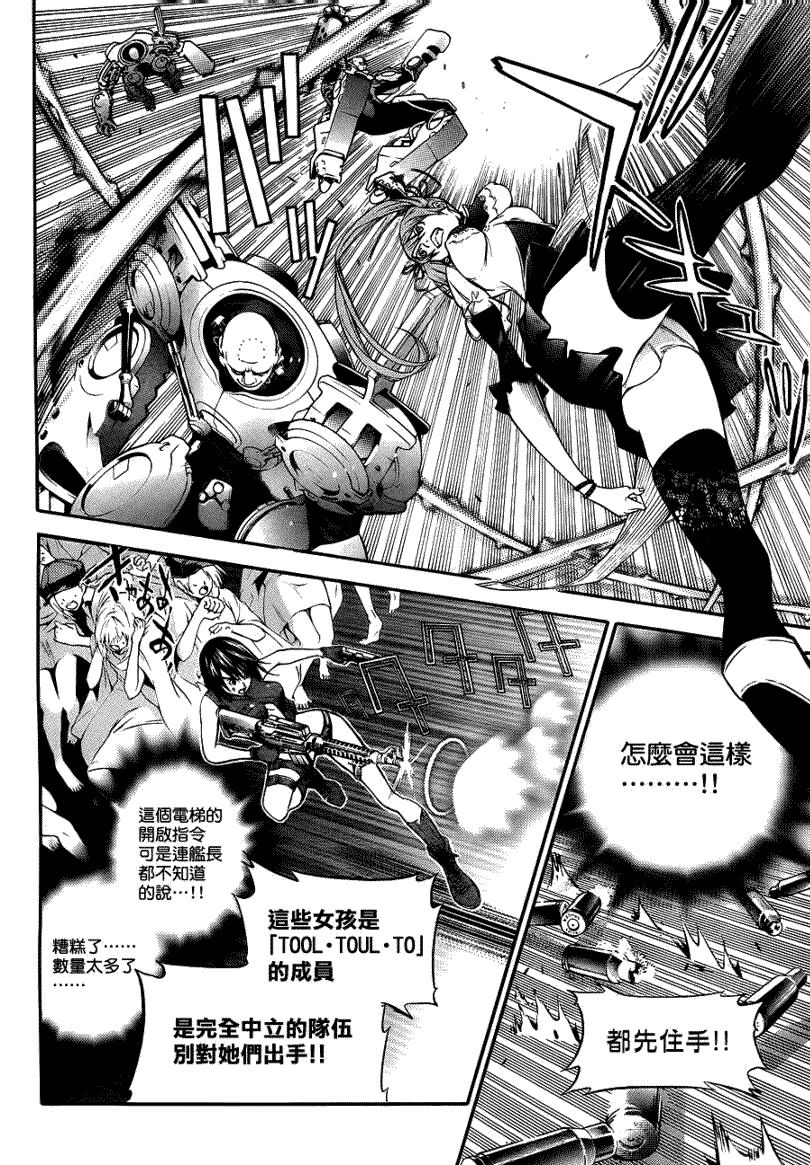 怎麼會這樣
………!!
都先住手!!
這些女孩是
「TOOL・TOUL・TO」
的成員
是完全中立的隊伍
別對她們出手!!
這個電梯的
開啟指令
可是連艦長
都不知道
的說…!!
糟糕了……
數量太多了
……